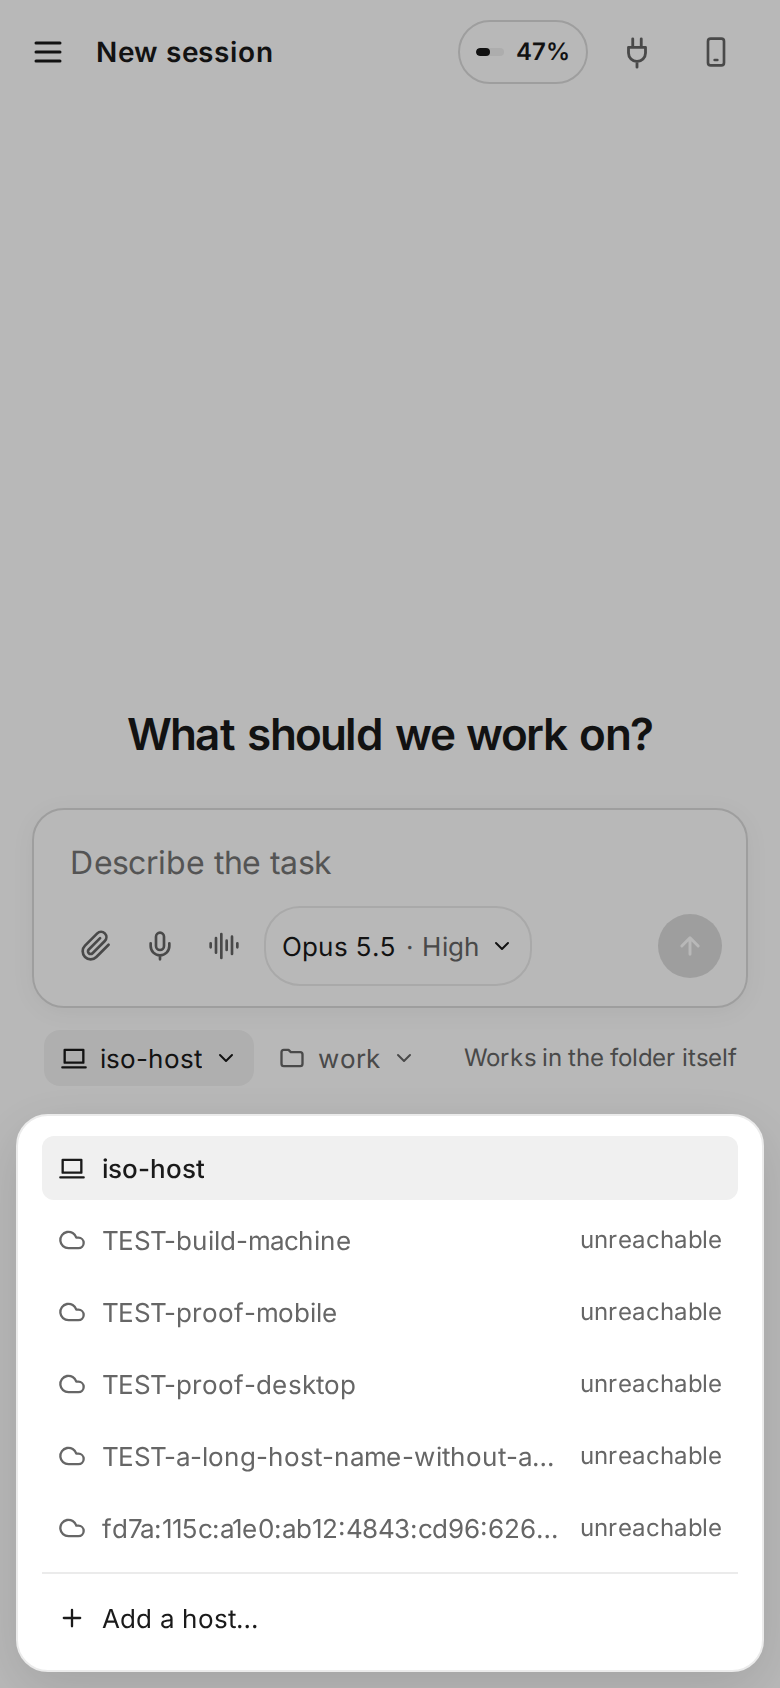 New session
47%
What should we work on?
Describe the task
Opus 5.5 · High
iso-host
work
Works in the folder itself
iso-host
TEST-build-machine unreachable
TEST-proof-mobile unreachable
TEST-proof-desktop unreachable
TEST-a-long-host-name-without-a... unreachable
fd7a:115c:a1e0:ab12:4843:cd96:626... unreachable
Add a host...